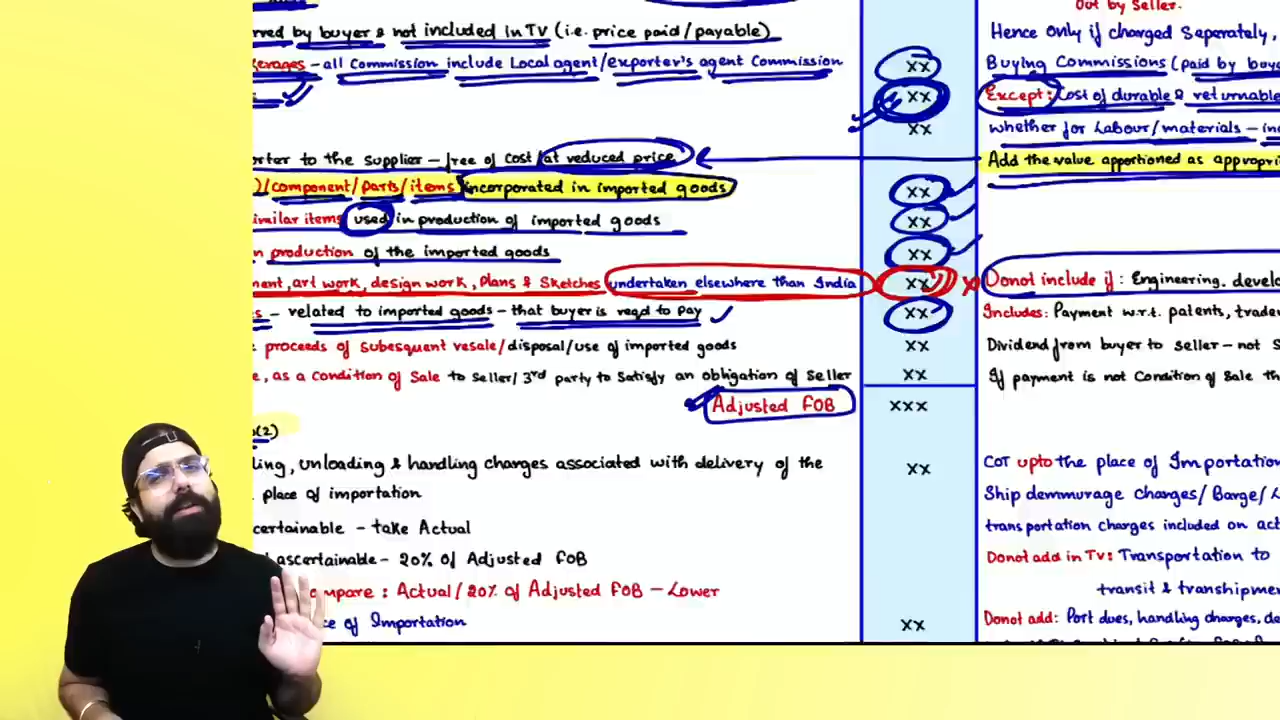 out by Seller.
rred by buyer & not included in TV (i.e. price paid/payable)
Hence Only if charged Seperately,
erages - all Commission include Local agent/exporter's agent Commission
xx
Buying Commissions (paid by buye
xx
Except: Cost of durable & returnable
xx
whether for Labour/materials - in
orter to the supplier - free of cost/at reduced price
Add the value apportioned as appropri
)/component/parts/items incorporated in imported goods
xx
imilar items used in production of imported goods
xx
n production of the imported goods
xx
ment, art work, design work, Plans & Sketches undertaken elsewhere than India
xx
x Donot include if : Engineering. develo
s - related to imported goods - that buyer is reqd to pay
xx
Includes: Payment w.r.t. patents, trade
proceeds of subesquent resale/disposal/use of imported goods
xx
Dividend from buyer to seller - not
e, as a Condition of Sale to Seller/3rd party to Satisfy an obligation of Seller
xx
If payment is not Condition of Sale th
Adjusted FOB
xxx
(2)
ling, unloading & handling charges associated with delivery of the
xx
COT upto the place of Importation
place of importation
Ship demmurage charges/Barge/
certainable - take Actual
transportation charges included on act
ascertainable - 20% of Adjusted FOB
Donot add in TV: Transportation to
ompare : Actual/20% of Adjusted FOB - Lower
transit & transhipme
ce of Importation
xx
Donot add: Port dues, handling charges, de